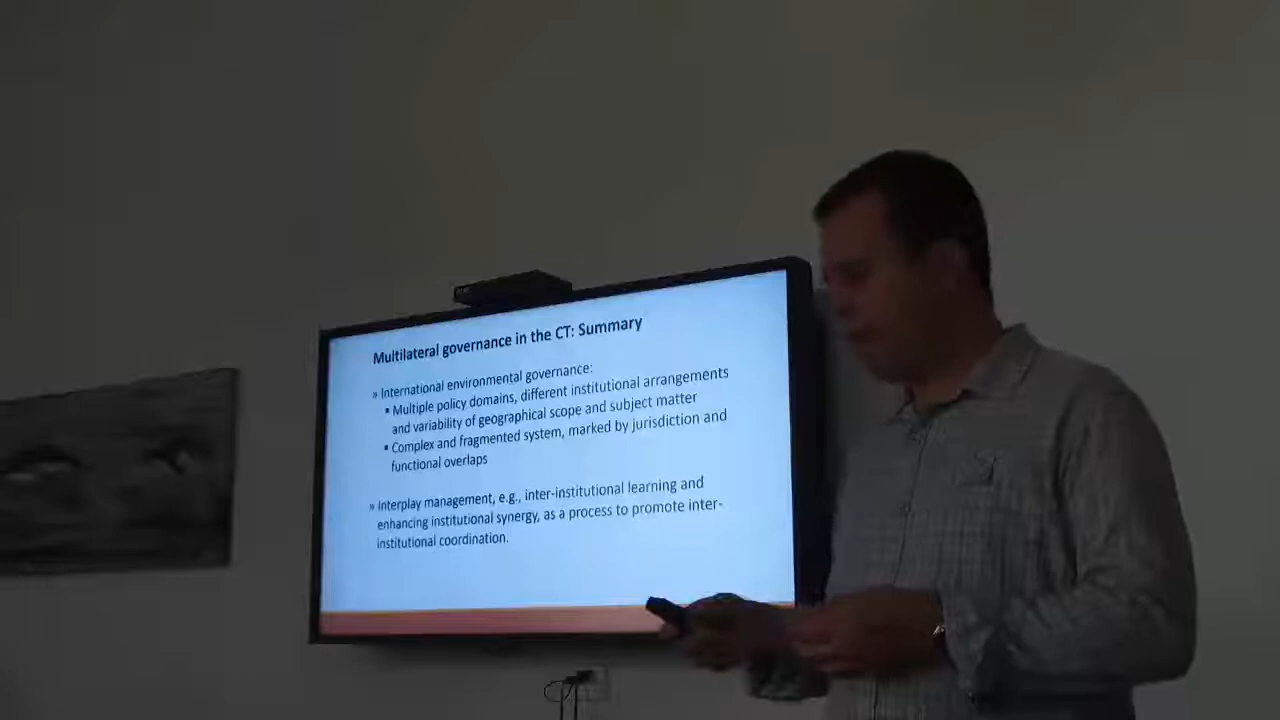 Multilateral governance in the CT: Summary
» International environmental governance:
▪ Multiple policy domains, different institutional arrangements
and variability of geographical scope and subject matter
▪ Complex and fragmented system, marked by jurisdiction and
functional overlaps
» Interplay management, e.g., inter-institutional learning and
enhancing institutional synergy, as a process to promote inter-
institutional coordination.